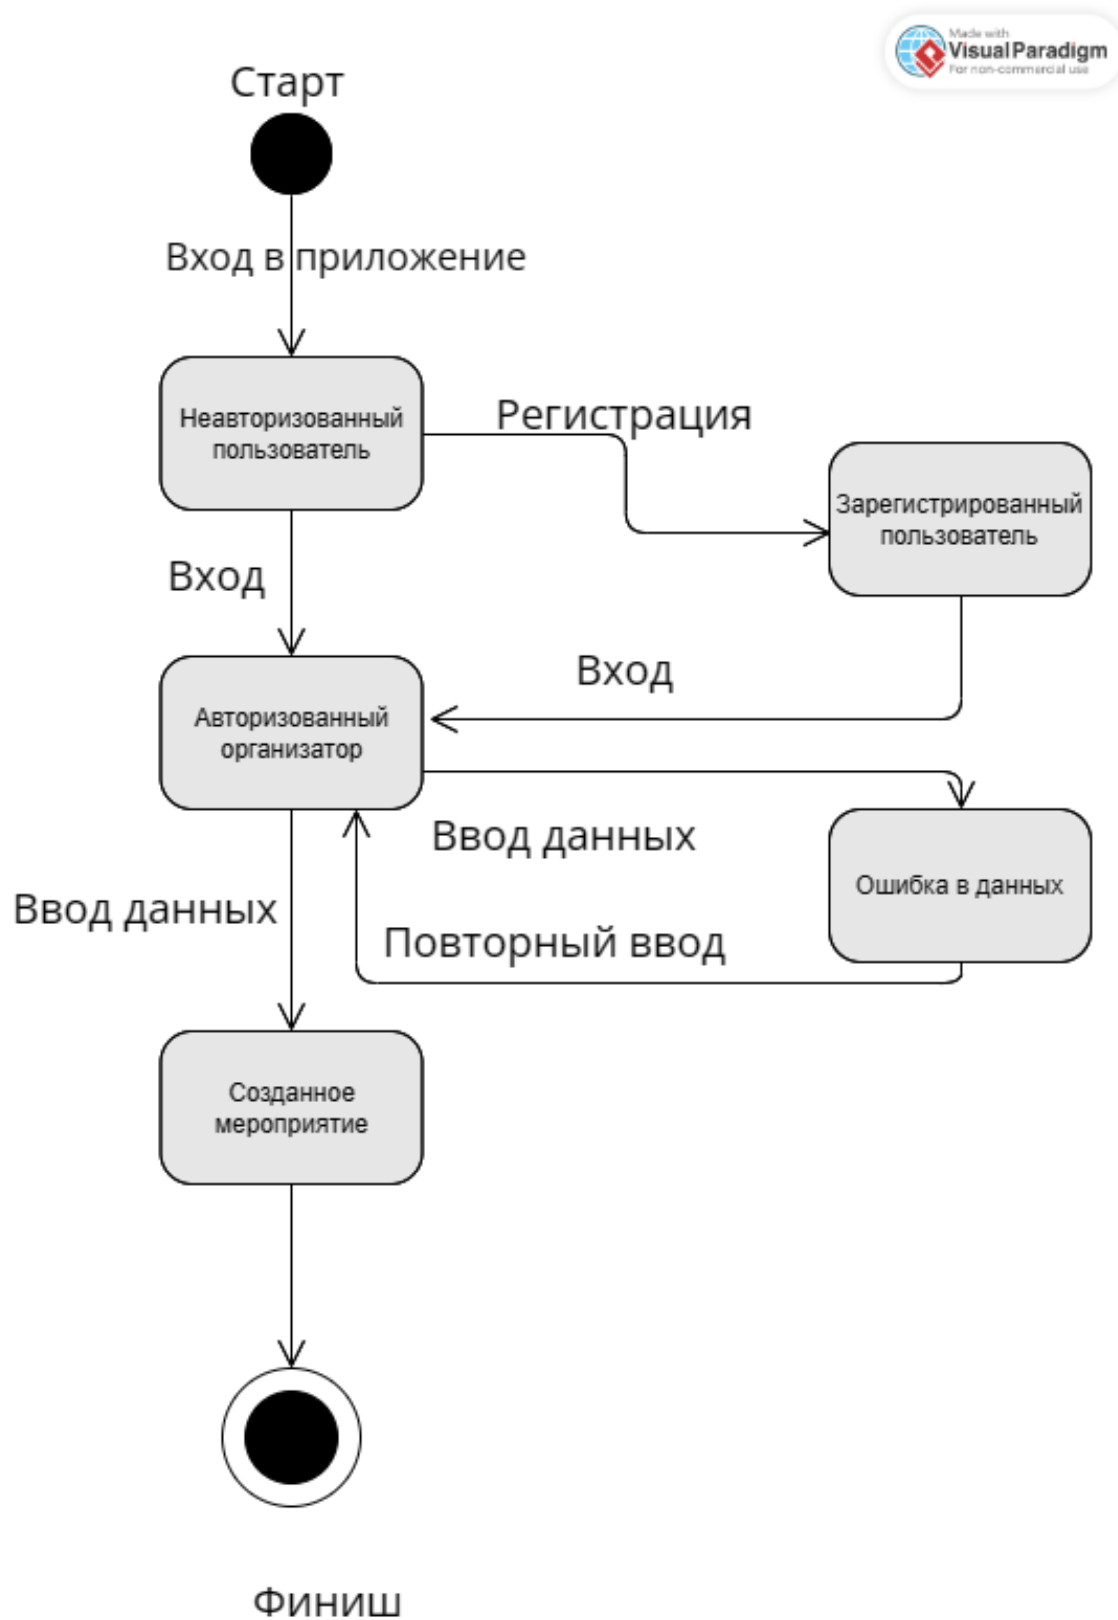 Made with
Visual Paradigm
For non-commercial use
Старт
Вход в приложение
Неавторизованный
пользователь
Регистрация
Зарегистрированный
пользователь
Вход
Вход
Авторизованный
организатор
Ввод данных
Ошибка в данных
Ввод данных
Повторный ввод
Созданное
мероприятие
Финиш